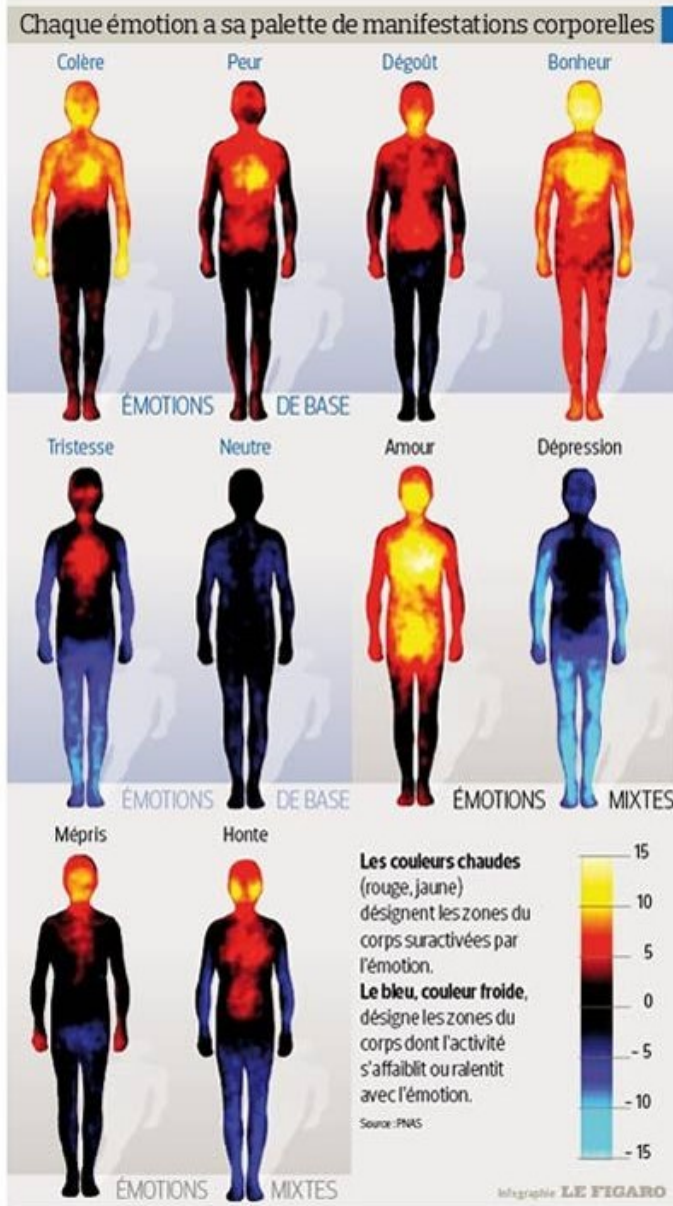 Chaque émotion a sa palette de manifestations corporelles
Colère Peur Dégoût Bonheur
ÉMOTIONS DE BASE
Tristesse Neutre Amour Dépression
ÉMOTIONS DE BASE ÉMOTIONS MIXTES
Mépris Honte
Les couleurs chaudes
(rouge, jaune)
désignent les zones du
corps suractivées par
l'émotion.
Le bleu, couleur froide,
désigne les zones du
corps dont l'activité
s'affaiblit ou ralentit
avec l'émotion.
Source : PNAS
15
10
5
0
- 5
- 10
- 15
ÉMOTIONS MIXTES
Infographie LE FIGARO